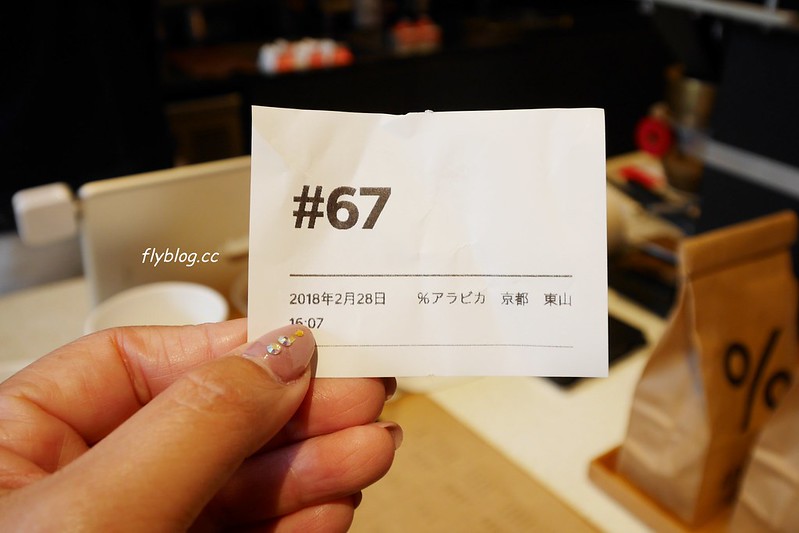 #67
flyblog.cc
2018年2月28日 %アラビカ 京都 東山
16:07
%